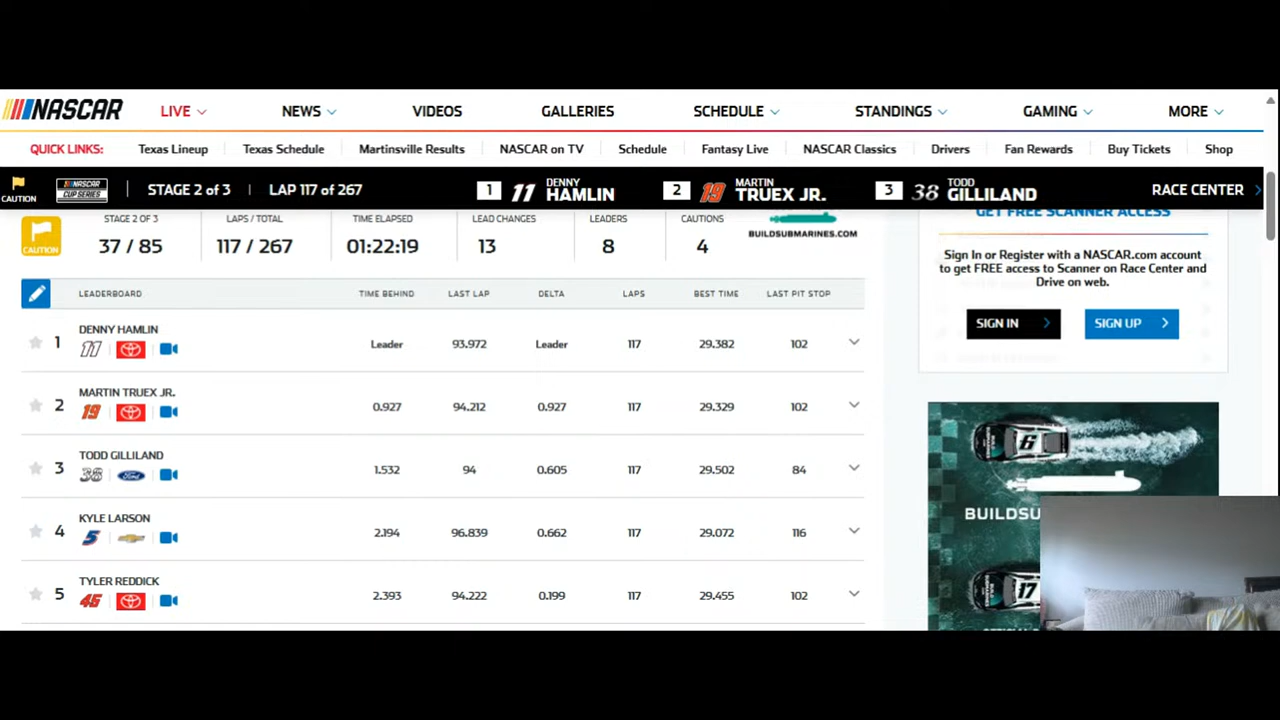 NASCAR LIVE NEWS VIDEOS GALLERIES SCHEDULE STANDINGS GAMING MORE
QUICK LINKS: Texas Lineup Texas Schedule Martinsville Results NASCAR on TV Schedule Fantasy Live NASCAR Classics Drivers Fan Rewards Buy Tickets Shop
CAUTION NASCAR CUP SERIES STAGE 2 OF 3 LAP 117 OF 267 1 11 DENNY HAMLIN 2 19 MARTIN TRUEX JR. 3 38 TODD GILLILAND RACE CENTER
STAGE 2 OF 3 LAPS / TOTAL TIME ELAPSED LEAD CHANGES LEADERS CAUTIONS
CAUTION 37 / 85 117 / 267 01:22:19 13 8 4 BUILDSUBMARINES.COM
LEADERBOARD TIME BEHIND LAST LAP DELTA LAPS BEST TIME LAST PIT STOP
DENNY HAMLIN
1 11 Leader 93.972 Leader 117 29.382 102
MARTIN TRUEX JR.
2 19 0.927 94.212 0.927 117 29.329 102
TODD GILLILAND
3 38 Ford 1.532 94 0.605 117 29.502 84
KYLE LARSON
4 5 2.194 96.839 0.662 117 29.072 116
TYLER REDDICK
5 45 2.393 94.222 0.199 117 29.455 102
GET FREE SCANNER ACCESS
Sign In or Register with a NASCAR.com account
to get FREE access to Scanner on Race Center and
Drive on web.
SIGN IN SIGN UP
6
BUILDSU
17